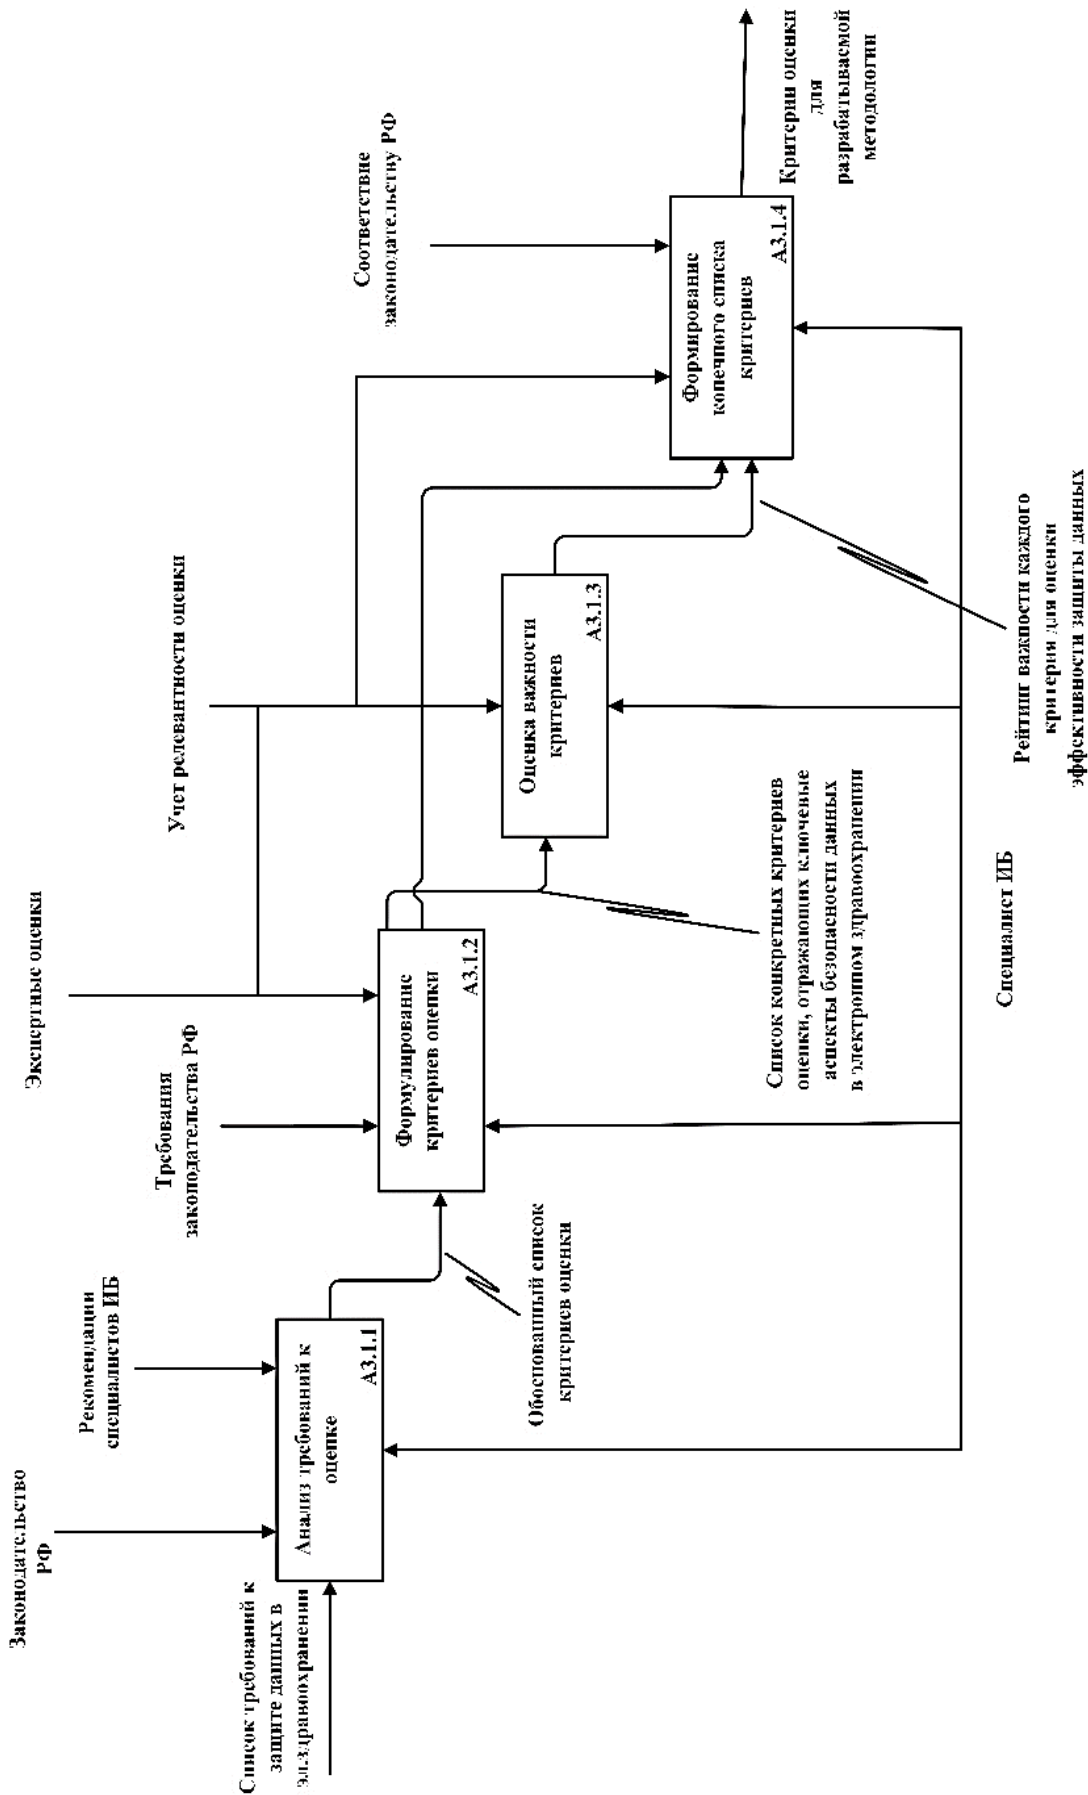 Законодательство
РФ
Рекомендации
специалистов ИБ
Экспертные оценки
Требования
законодательства РФ
Учет релевантности оценки
Соответствие
законодательству РФ
Список требований к
защите данных в
эл.здравоохранении
Анализ требований к
оценке
А3.1.1
Обоснованный список
критериев оценки
Формулирование
критериев оценки
А3.1.2
Список конкретных критериев
оценки, отражающих ключевые
аспекты безопасности данных
в электронном здравоохранении
Оценка важности
критериев
А3.1.3
Рейтинг важности каждого
критерия для оценки
эффективности защиты данных
Формирование
конечного списка
критериев
А3.1.4
Критерии оценки
для
разрабатываемой
методологии
Специалист ИБ